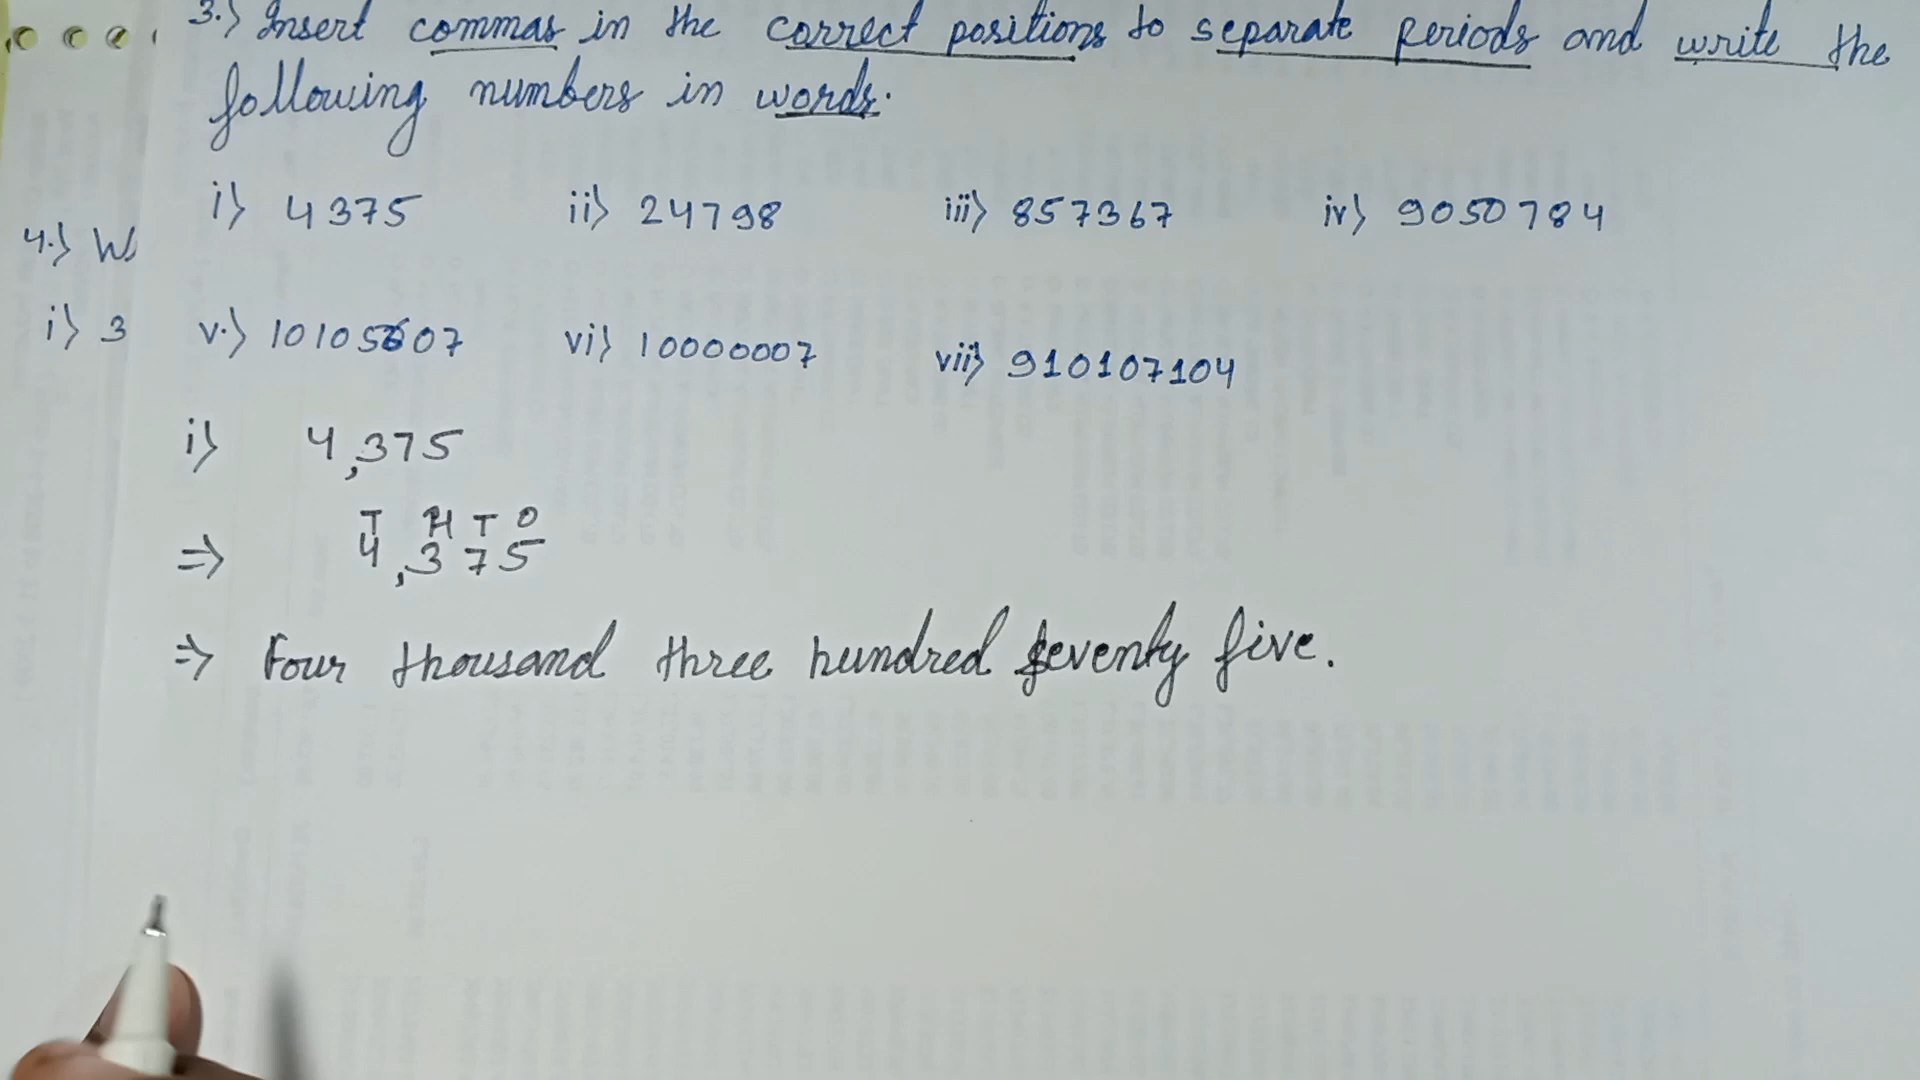 3.) Insert commas in the correct positions to separate periods and write the
following numbers in words.
i) 4375 ii) 24798 iii) 857367 iv) 9050784
4.) W
i) 3 v.) 10105607 vi) 10000007 vii) 910107104
i) 4,375
T H T O
⇒ 4,375
⇒ Four thousand three hundred seventy five.